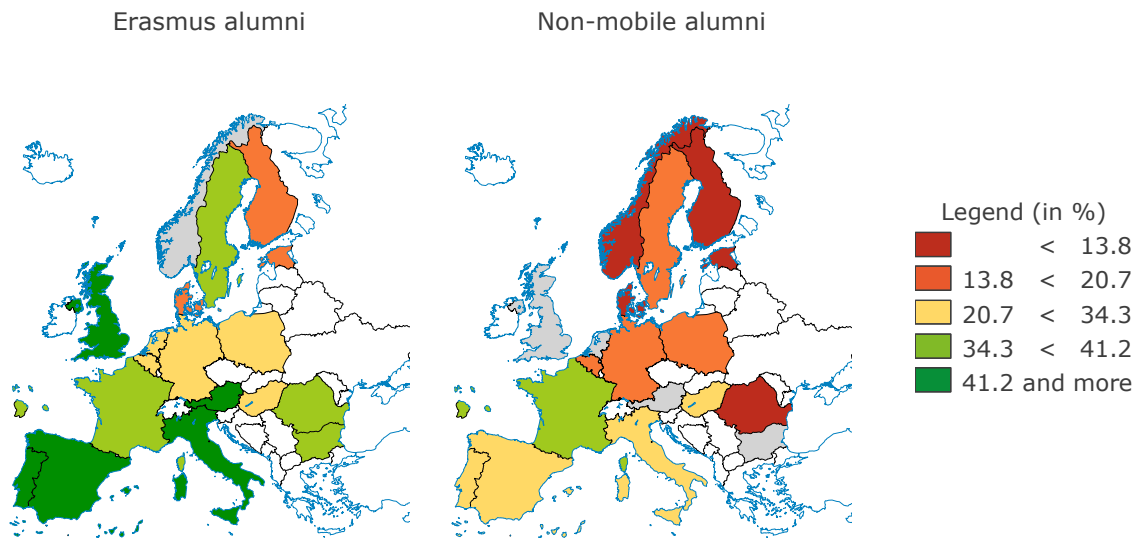 Erasmus alumni
Non-mobile alumni
Legend (in %)
< 13.8
13.8 < 20.7
20.7 < 34.3
34.3 < 41.2
41.2 and more